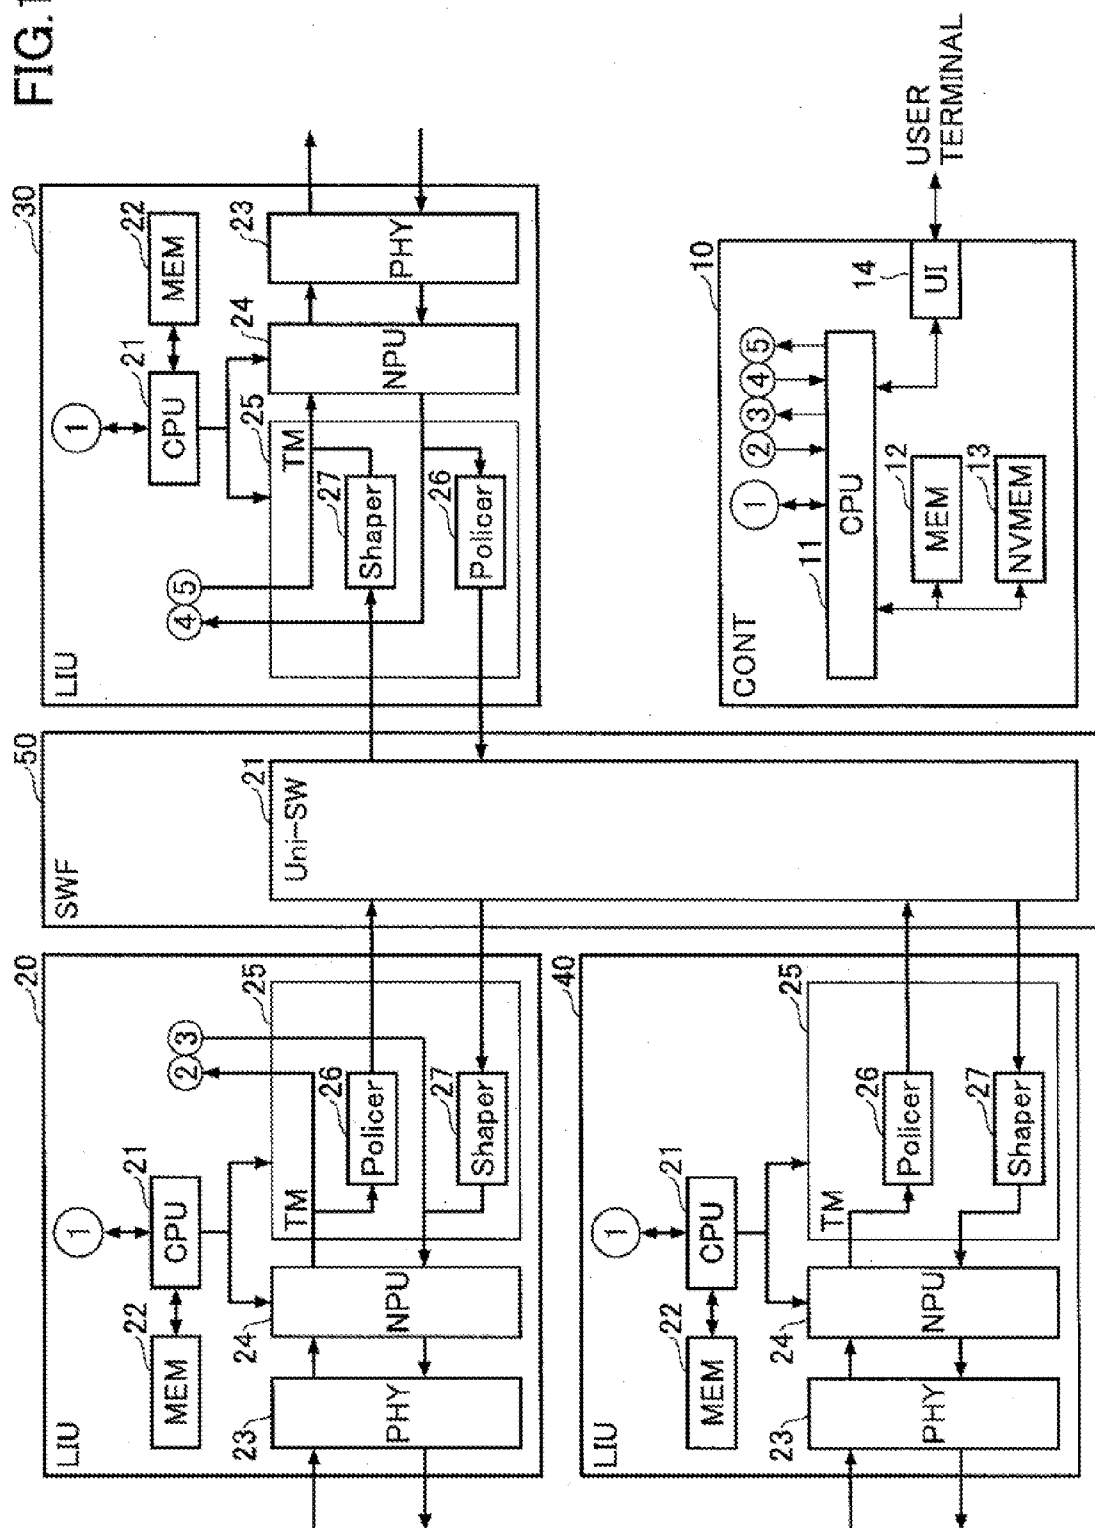 FIG.
LIU
20
1
MEM
22
CPU
21
2
3
PHY
23
NPU
24
TM
25
Policer
26
Shaper
27
SWF
50
Uni-SW
21
LIU
30
1
CPU
21
MEM
22
4
5
TM
25
Shaper
27
Policer
26
NPU
24
PHY
23
LIU
40
1
MEM
22
CPU
21
PHY
23
NPU
24
TM
25
Policer
26
Shaper
27
CONT
10
1
2
3
4
5
CPU
11
MEM
12
NVMEM
13
UI
14
USER
TERMINAL